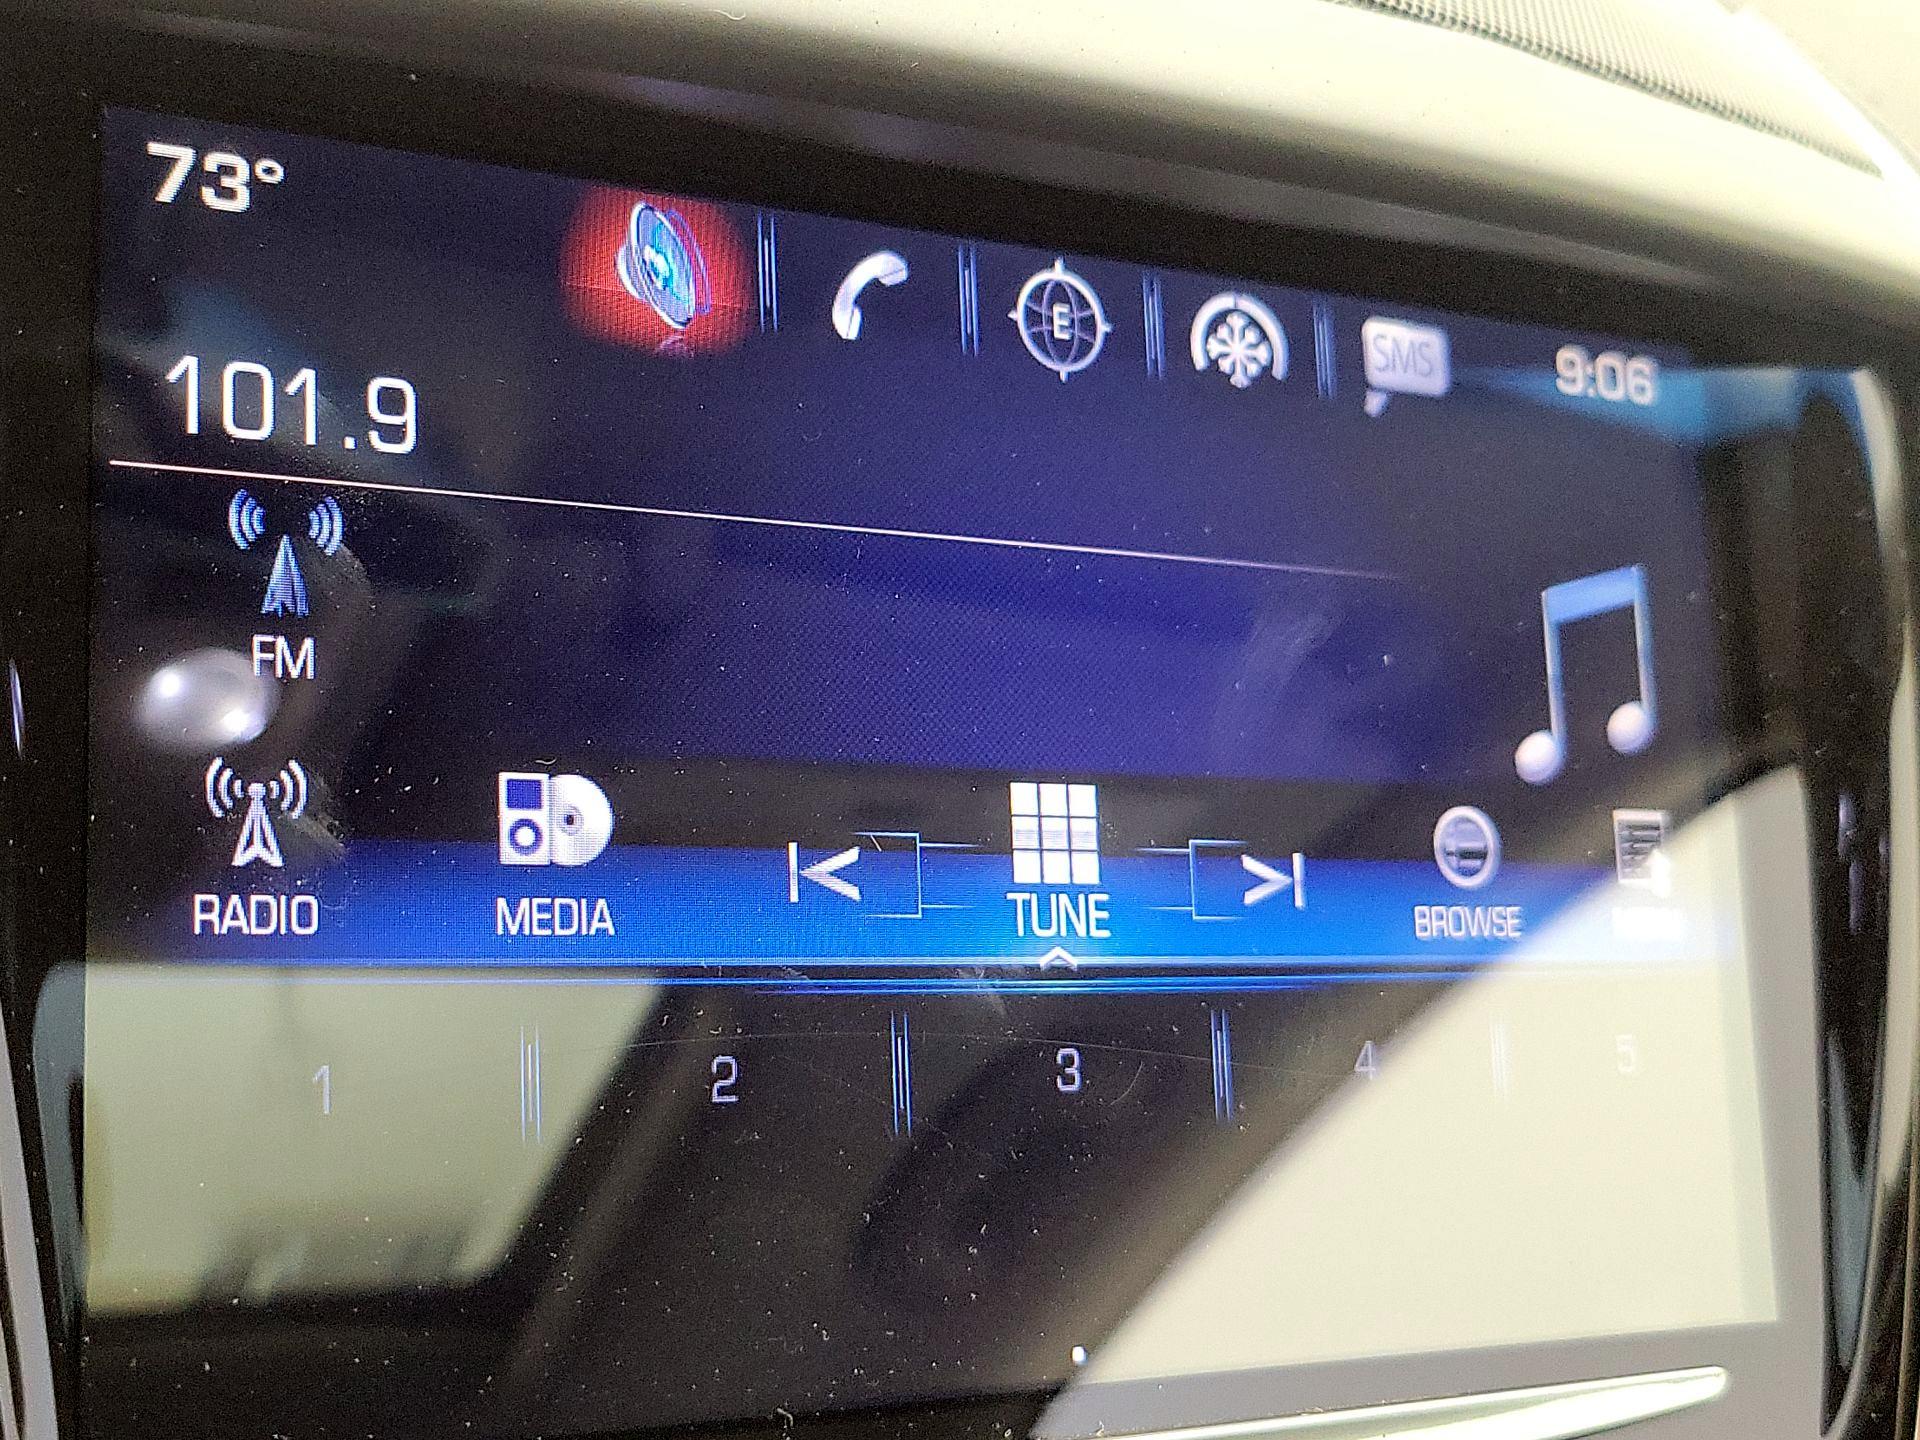 73°
E
SMS
9:06
101.9
FM
RADIO
MEDIA
TUNE
BROWSE
1
2
3
4
5